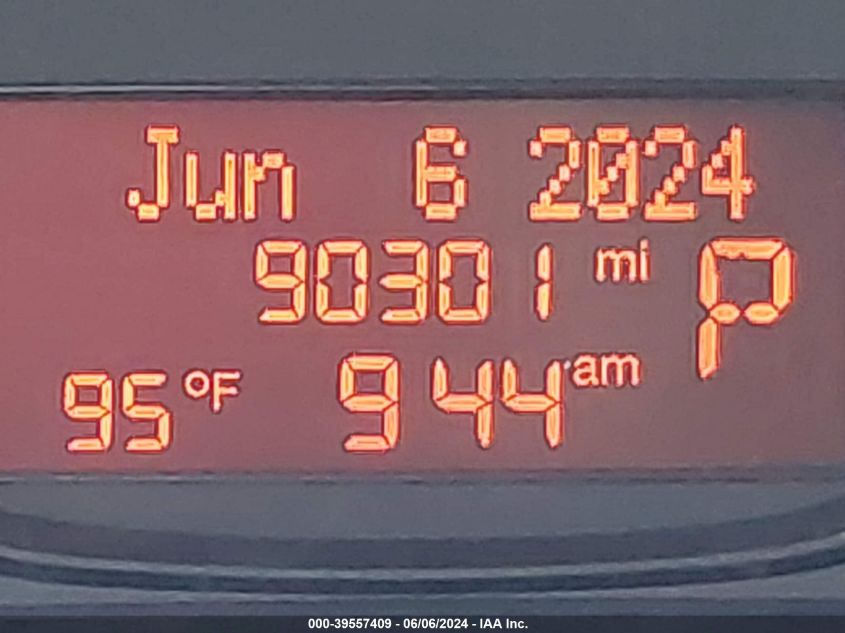 Jun 6 2024
90301 mi P
95 °F 9 44 am
000-39557409 - 06/06/2024 - IAA Inc.